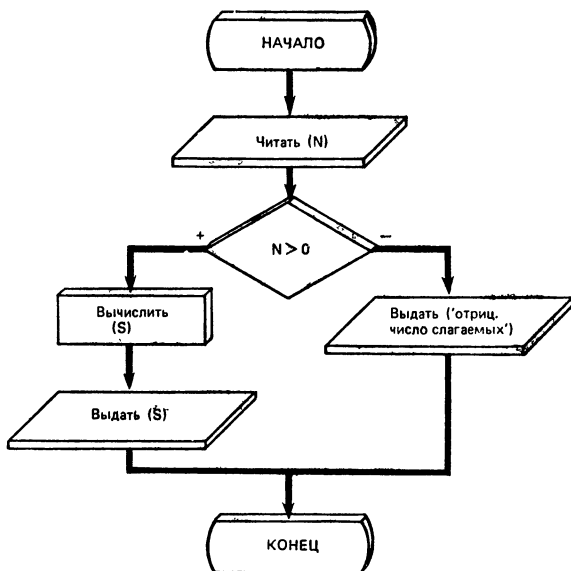 НАЧАЛО
Читать (N)
+
–
N > 0
Вычислить
(S)
Выдать ('отриц.
число слагаемых')
Выдать (S)
КОНЕЦ